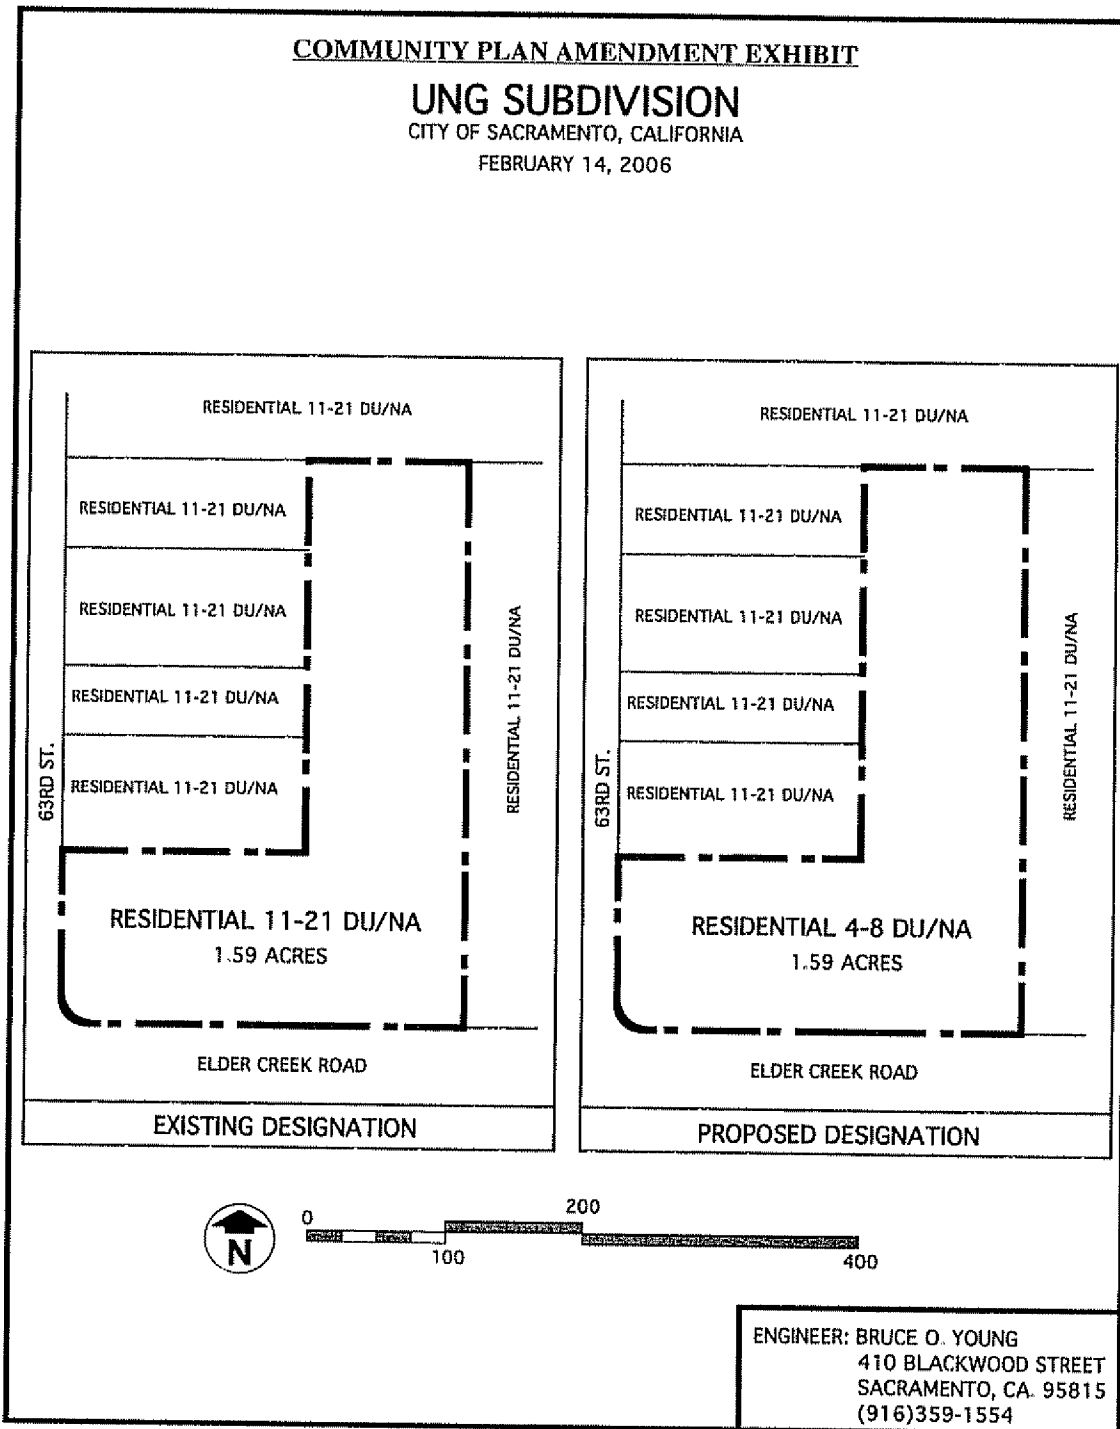 COMMUNITY PLAN AMENDMENT EXHIBIT
UNG SUBDIVISION
CITY OF SACRAMENTO, CALIFORNIA
FEBRUARY 14, 2006
RESIDENTIAL 11-21 DU/NA
RESIDENTIAL 11-21 DU/NA
RESIDENTIAL 11-21 DU/NA
RESIDENTIAL 11-21 DU/NA
RESIDENTIAL 11-21 DU/NA
63RD ST.
RESIDENTIAL 11-21 DU/NA
RESIDENTIAL 11-21 DU/NA
1.59 ACRES
ELDER CREEK ROAD
EXISTING DESIGNATION
RESIDENTIAL 11-21 DU/NA
RESIDENTIAL 11-21 DU/NA
RESIDENTIAL 11-21 DU/NA
RESIDENTIAL 11-21 DU/NA
RESIDENTIAL 11-21 DU/NA
63RD ST.
RESIDENTIAL 11-21 DU/NA
RESIDENTIAL 4-8 DU/NA
1.59 ACRES
ELDER CREEK ROAD
PROPOSED DESIGNATION
N
0 200
100 400
ENGINEER: BRUCE O. YOUNG
410 BLACKWOOD STREET
SACRAMENTO, CA. 95815
(916)359-1554